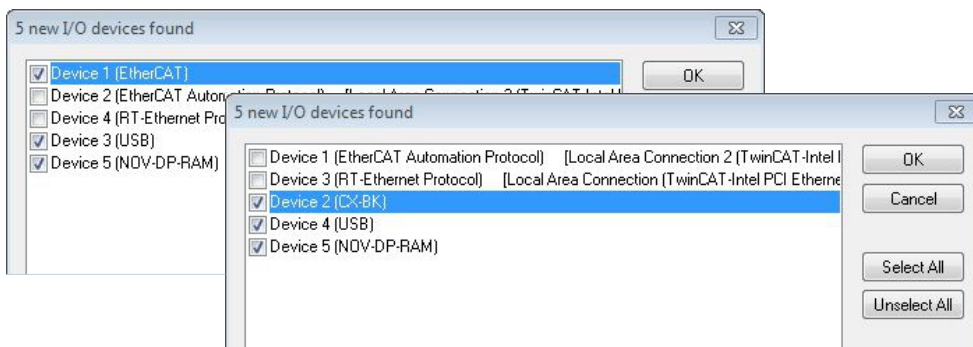 5 new I/O devices found
Device 1 (EtherCAT)
OK
Device 2 (EtherCAT
Device 4 (RT-Ethernet
Device 3 (USB)
Device 5 (NOV-DP-RAM)
5 new I/O devices found
Device 1 (EtherCAT Automation Protocol) [Local Area Connection 2 (TwinCAT-Intel
OK
Device 3 (RT-Ethernet Protocol) [Local Area Connection (TwinCAT-Intel PCI Etherne
Device 2 (CX-BK)
Cancel
Device 4 (USB)
Device 5 (NOV-DP-RAM)
Select All
Unselect All